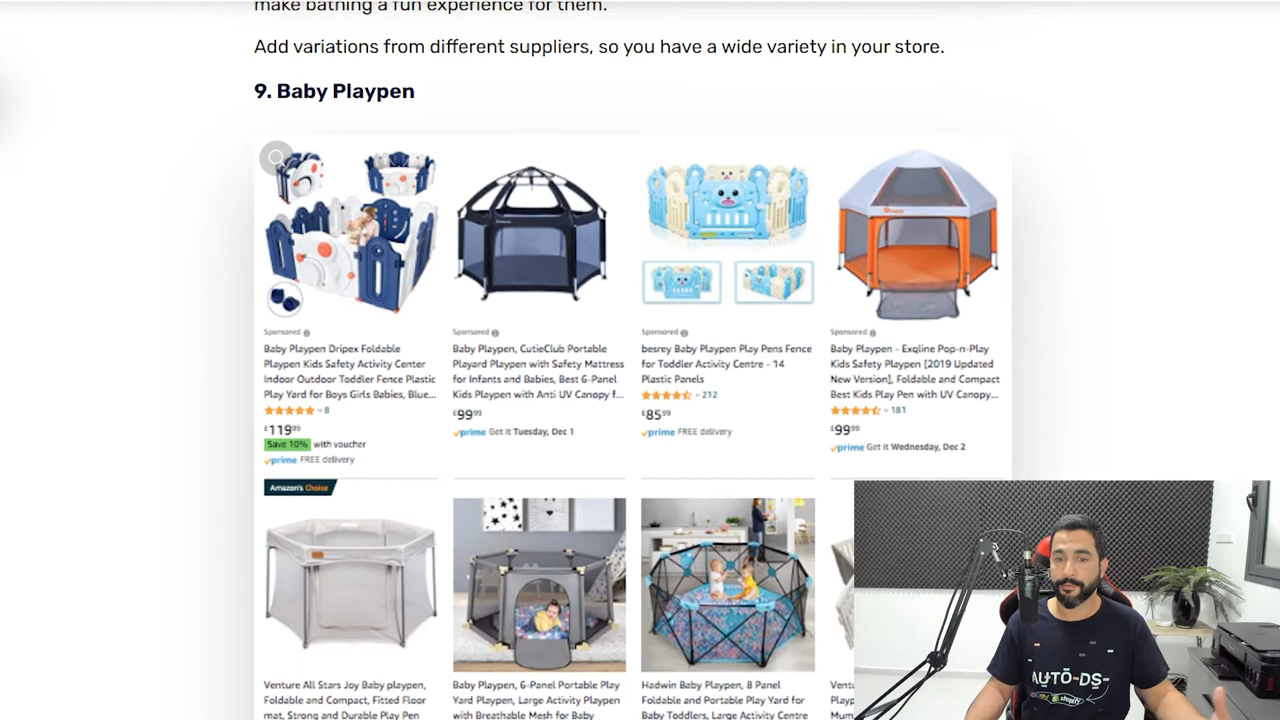 make bathing a fun experience for them.
Add variations from different suppliers, so you have a wide variety in your store.
9. Baby Playpen
Sponsored
Baby Playpen Dripex Foldable
Playpen Kids Safety Activity Center
Indoor Outdoor Toddler Fence Plastic
Play Yard for Boys Girls Babies, Blue...
8
£119.99
Save 10% with voucher
prime FREE delivery
Sponsored
Baby Playpen, CutieClub Portable
Playard Playpen with Safety Mattress
for Infants and Babies, Best 6-Panel
Kids Playpen with Anti UV Canopy f...
£99.99
prime Get it Tuesday, Dec 1
Sponsored
besrey Baby Playpen Play Pens Fence
for Toddler Activity Centre - 14
Plastic Panels
212
£85.99
prime FREE delivery
Sponsored
Baby Playpen - Exqline Pop-n-Play
Kids Safety Playpen [2019 Updated
New Version], Foldable and Compact
Best Kids Play Pen with UV Canopy...
181
£99.99
prime Get it Wednesday, Dec 2
Amazon's Choice
Venture All Stars Joy Baby playpen,
Foldable and Compact, Fitted Floor
mat, Strong and Durable Play Pen
Baby Playpen, 6-Panel Portable Play
Yard Playpen, Large Activity Playpen
with Breathable Mesh for Baby
Hadwin Baby Playpen, 8 Panel
Foldable and Portable Play Yard for
Baby Toddlers, Large Activity Centre
AUTO-DS-
shopify